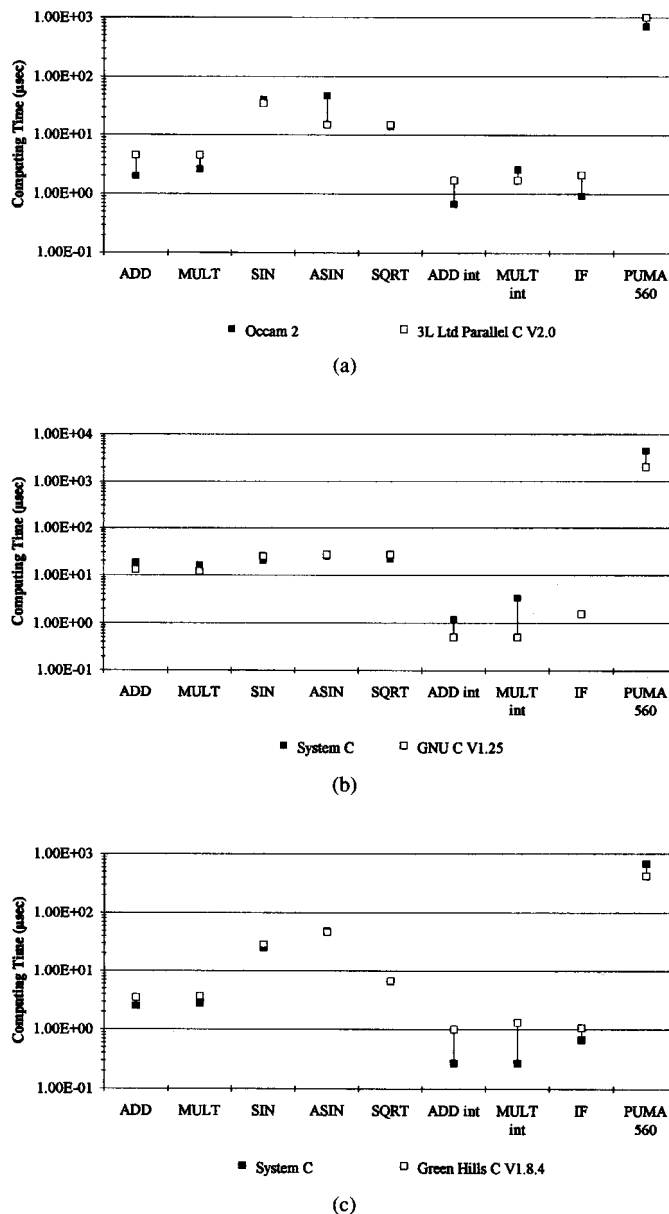 1.00E+03
1.00E+02
1.00E+01
1.00E+00
1.00E-01
Computing Time (μsec)
ADD MULT SIN ASIN SQRT ADD int MULT int IF PUMA 560
■ Occam 2 □ 3L Ltd Parallel C V2.0
(a)
1.00E+04
1.00E+03
1.00E+02
1.00E+01
1.00E+00
1.00E-01
Computing Time (μsec)
ADD MULT SIN ASIN SQRT ADD int MULT int IF PUMA 560
■ System C □ GNU C V1.25
(b)
1.00E+03
1.00E+02
1.00E+01
1.00E+00
1.00E-01
Computing Time (μsec)
ADD MULT SIN ASIN SQRT ADD int MULT int IF PUMA 560
■ System C □ Green Hills C V1.8.4
(c)